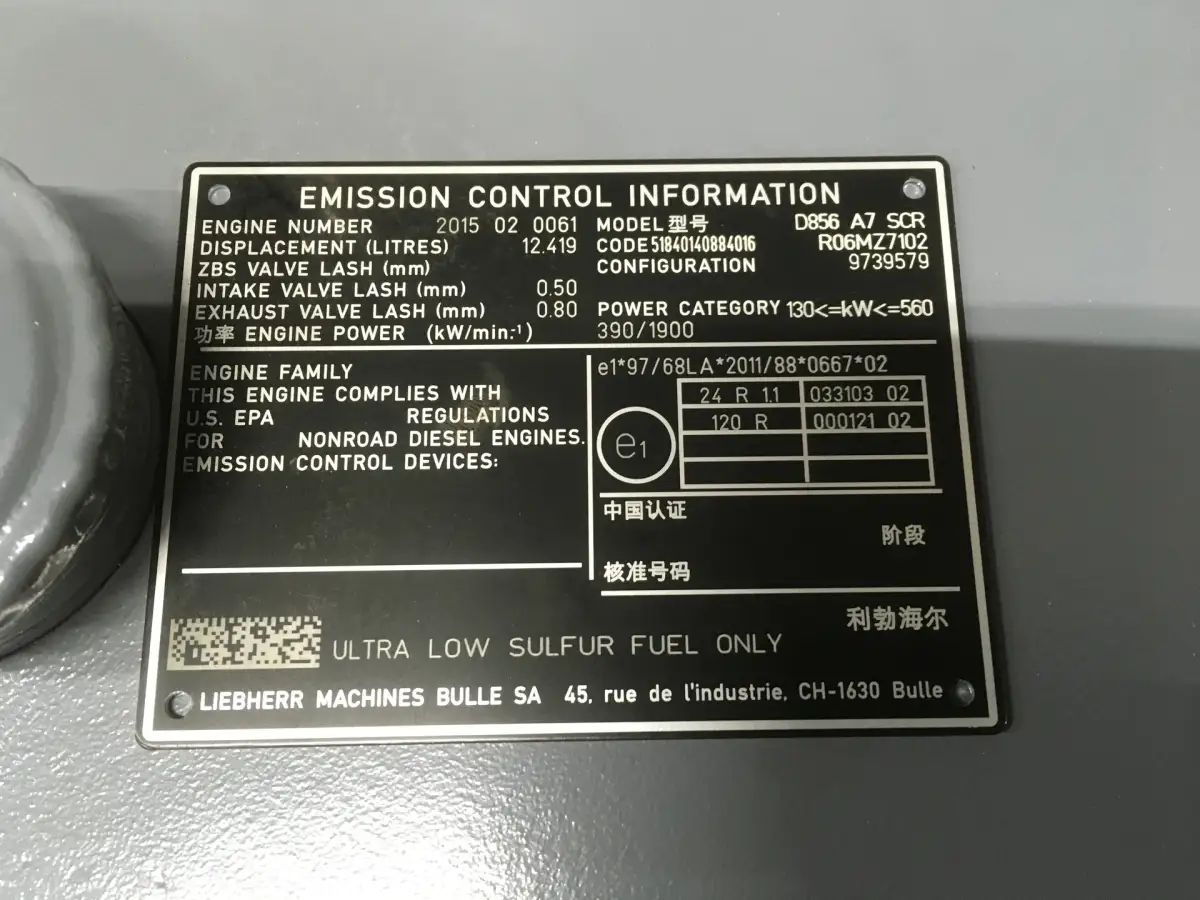 EMISSION CONTROL INFORMATION
ENGINE NUMBER 2015 02 0061
DISPLACEMENT (LITRES) 12.419
ZBS VALVE LASH (mm)
INTAKE VALVE LASH (mm) 0.50
EXHAUST VALVE LASH (mm) 0.80
功率 ENGINE POWER (kW/min.-¹) 390/1900
MODEL 型号 D856 A7 SCR
CODE 51840140884016 R06MZ7102
CONFIGURATION 9739579
POWER CATEGORY 130<=kW<=560
ENGINE FAMILY
THIS ENGINE COMPLIES WITH
U.S. EPA REGULATIONS
FOR NONROAD DIESEL ENGINES.
EMISSION CONTROL DEVICES:
e1*97/68LA*2011/88*0667*02
e1
24 R 1.1 033103 02
120 R 000121 02
中国认证
阶段
核准号码
利勃海尔
ULTRA LOW SULFUR FUEL ONLY
LIEBHERR MACHINES BULLE SA 45, rue de l'industrie, CH-1630 Bulle